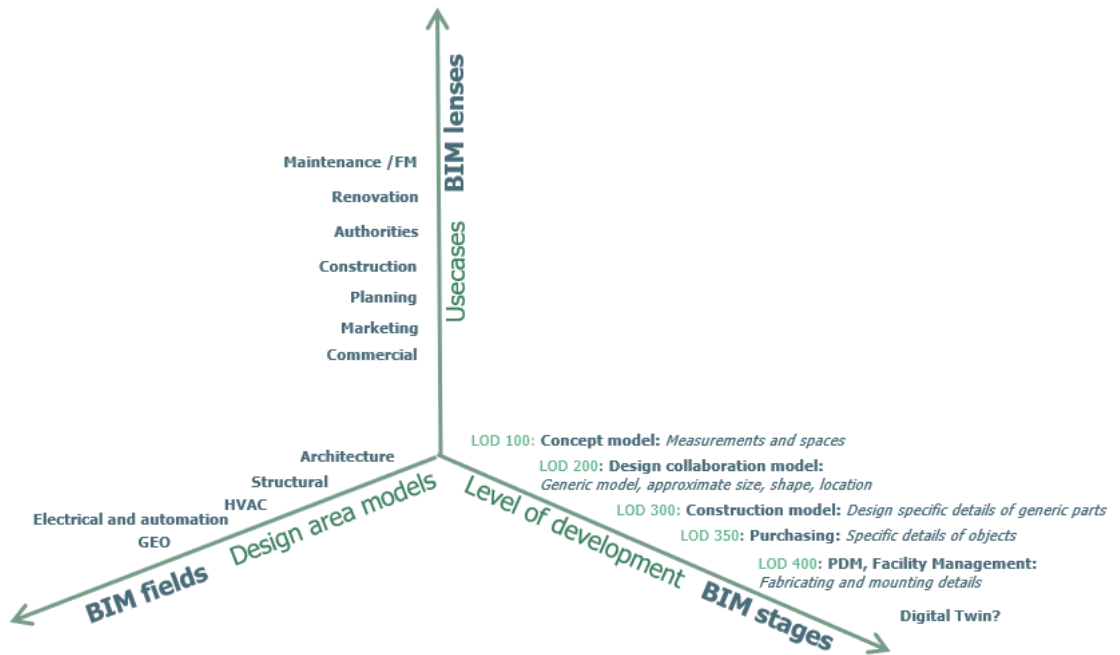 BIM lenses
Usecases
Maintenance /FM
Renovation
Authorities
Construction
Planning
Marketing
Commercial
Architecture
Structural
HVAC
Electrical and automation
GEO
Design area models
BIM fields
LOD 100: Concept model: Measurements and spaces
LOD 200: Design collaboration model:
Generic model, approximate size, shape, location
LOD 300: Construction model: Design specific details of generic parts
LOD 350: Purchasing: Specific details of objects
LOD 400: PDM, Facility Management:
Fabricating and mounting details
Digital Twin?
Level of development
BIM stages